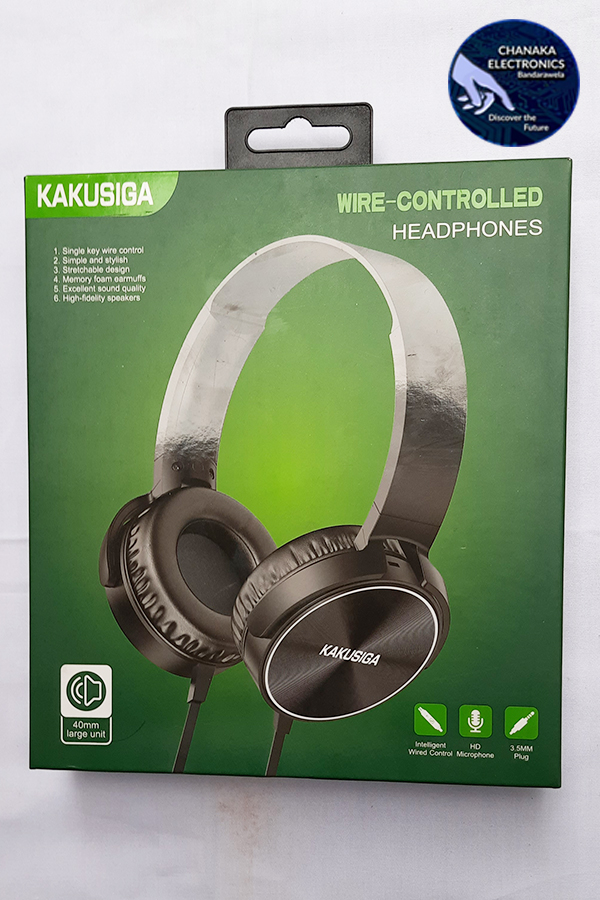 CHANAKA
ELECTRONICS
Bandarawela
Discover the
Future
KAKUSIGA
WIRE-CONTROLLED
HEADPHONES
1. Single key wire control
2. Simple and stylish
3. Stretchable design
4. Memory foam earmuffs
5. Excellent sound quality
6. High-fidelity speakers
KAKUSIGA
40mm
large unit
Intelligent
Wired Control
HD
Microphone
3.5MM
Plug